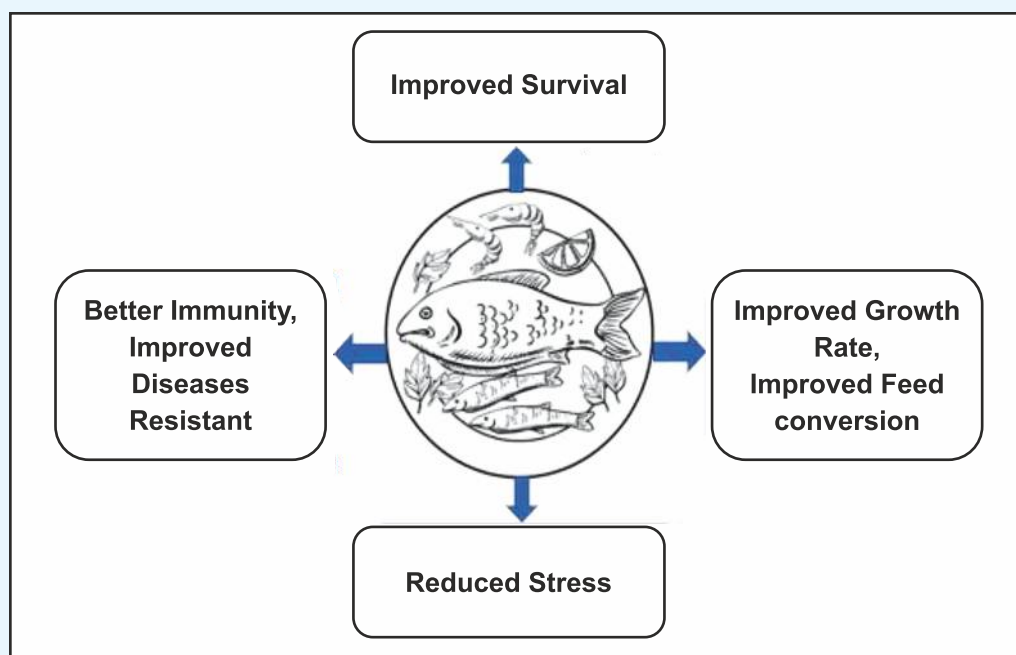 Improved Survival
Better Immunity,
Improved
Diseases
Resistant
Improved Growth
Rate,
Improved Feed
conversion
Reduced Stress